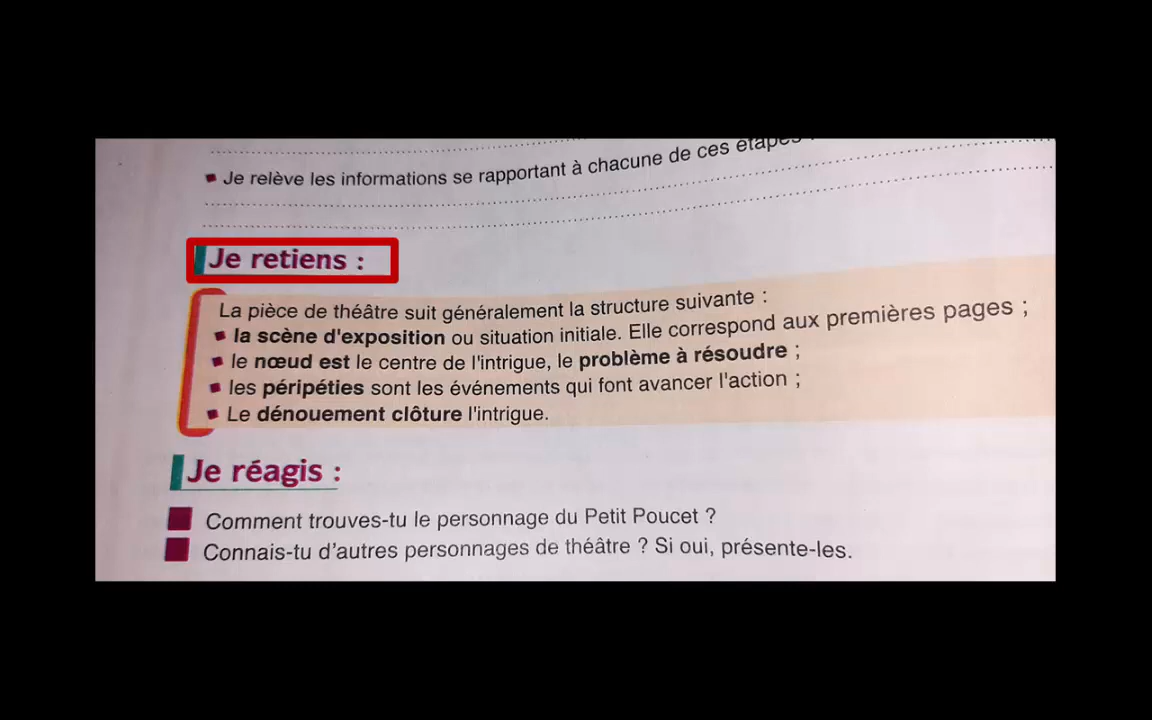 Je relève les informations se rapportant à chacune de ces étapes
Je retiens :
La pièce de théâtre suit généralement la structure suivante :
la scène d'exposition ou situation initiale. Elle correspond aux premières pages ;
le nœud est le centre de l'intrigue, le problème à résoudre ;
les péripéties sont les événements qui font avancer l'action ;
Le dénouement clôture l'intrigue.
Je réagis :
Comment trouves-tu le personnage du Petit Poucet ?
Connais-tu d'autres personnages de théâtre ? Si oui, présente-les.